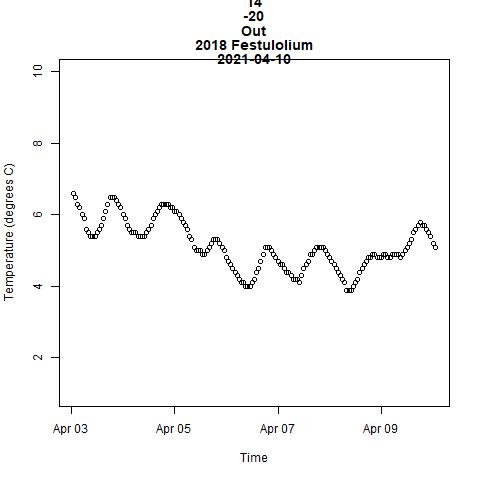 14
-20
Out
2018 Festulolium
2021-04-10
10
8
6
4
2
Temperature (degrees C)
Apr 03
Apr 05
Apr 07
Apr 09
Time